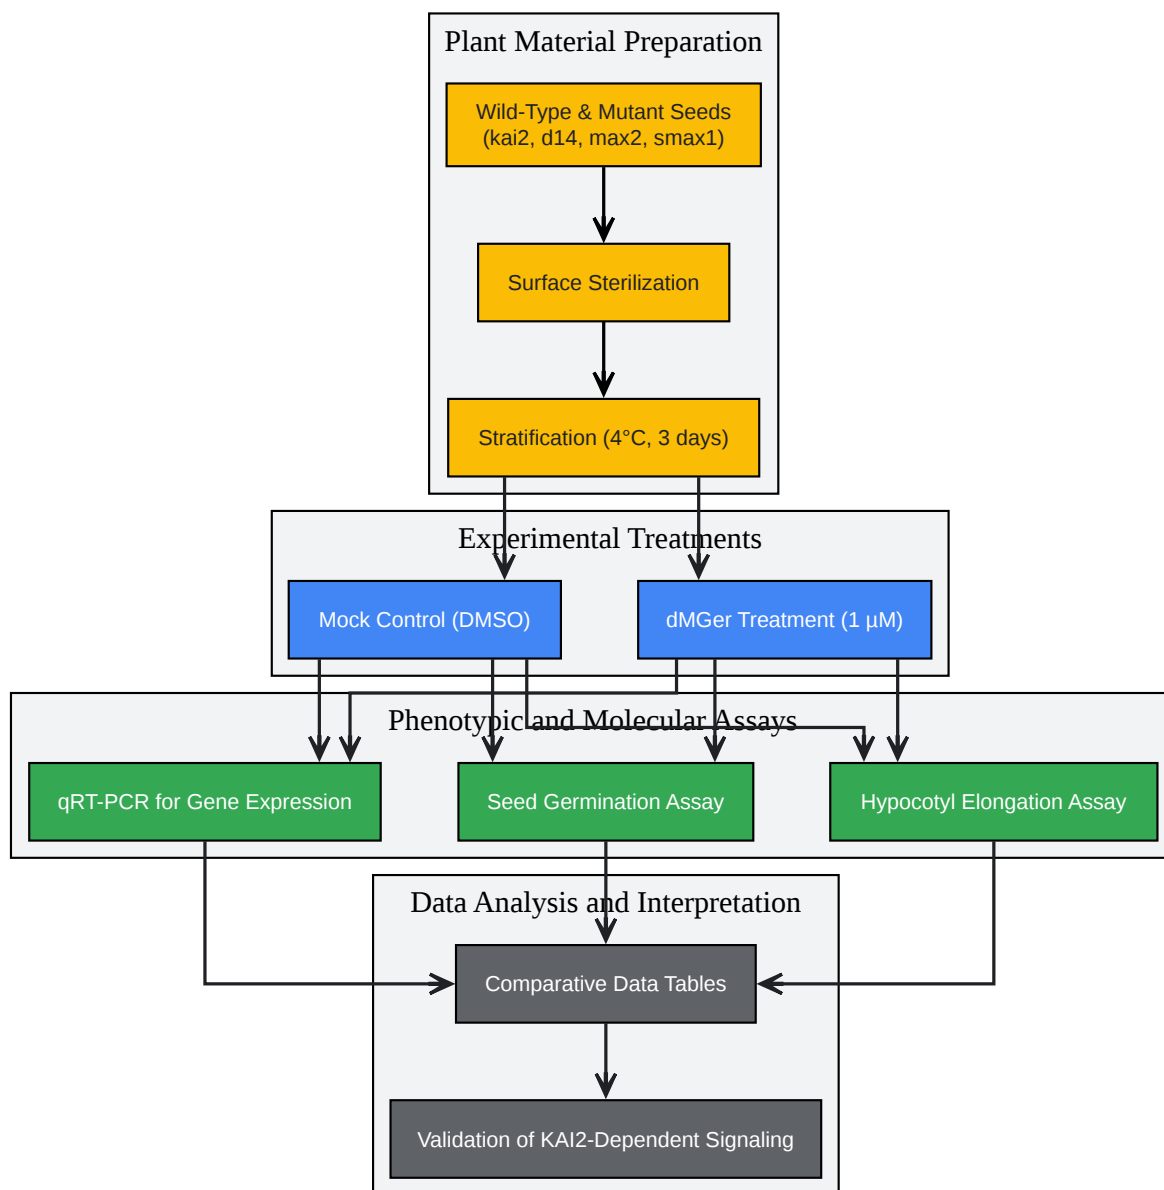 Plant Material Preparation
Wild-Type & Mutant Seeds
(kai2, d14, max2, smax1)
Surface Sterilization
Stratification (4°C, 3 days)
Experimental Treatments
Mock Control (DMSO)
dMGer Treatment (1 µM)
Phenotypic and Molecular Assays
qRT-PCR for Gene Expression
Seed Germination Assay
Hypocotyl Elongation Assay
Data Analysis and Interpretation
Comparative Data Tables
Validation of KAI2-Dependent Signaling